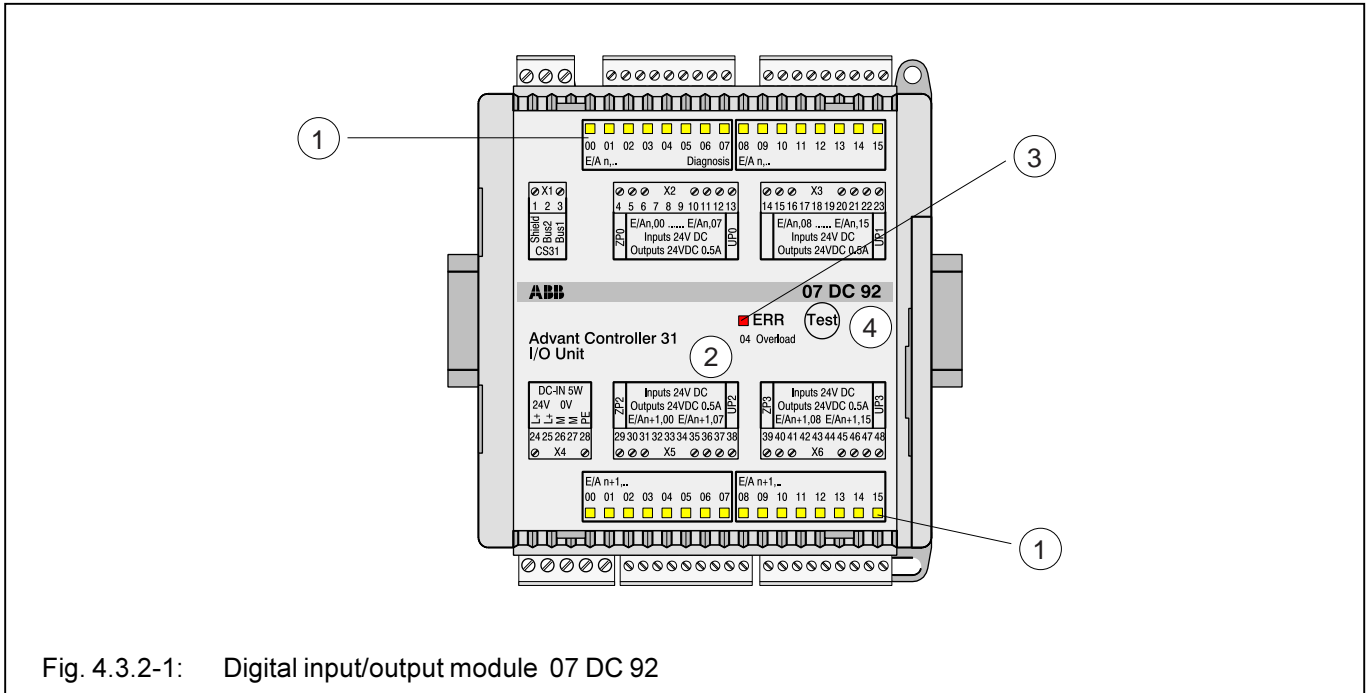 1
00 01 02 03 04 05 06 07
E/A n,.. Diagnosis
08 09 10 11 12 13 14 15
E/A n,..
3
X1
1 2 3
Shield
Bus2
Bus1
CS31
X2
4 5 6 7 8 9 10 11 12 13
ZP0
E/An,00 ...... E/An,07
Inputs 24V DC
Outputs 24VDC 0.5A
UP0
X3
14 15 16 17 18 19 20 21 22 23
E/An,08 ...... E/An,15
Inputs 24V DC
Outputs 24VDC 0.5A
UP1
ABB 07 DC 92
ERR Test 4
04 Overload
Advant Controller 31
I/O Unit
2
DC-IN 5W
24V 0V
L+
L+
M
M
PE
24 25 26 27 28
X4
ZP2
Inputs 24V DC
Outputs 24VDC 0.5A
E/An+1,00 E/An+1,07
UP2
29 30 31 32 33 34 35 36 37 38
X5
ZP3
Inputs 24V DC
Outputs 24VDC 0.5A
E/An+1,08 E/An+1,15
UP3
39 40 41 42 43 44 45 46 47 48
X6
E/A n+1,..
00 01 02 03 04 05 06 07
E/A n+1,..
08 09 10 11 12 13 14 15
1
Fig. 4.3.2-1: Digital input/output module 07 DC 92